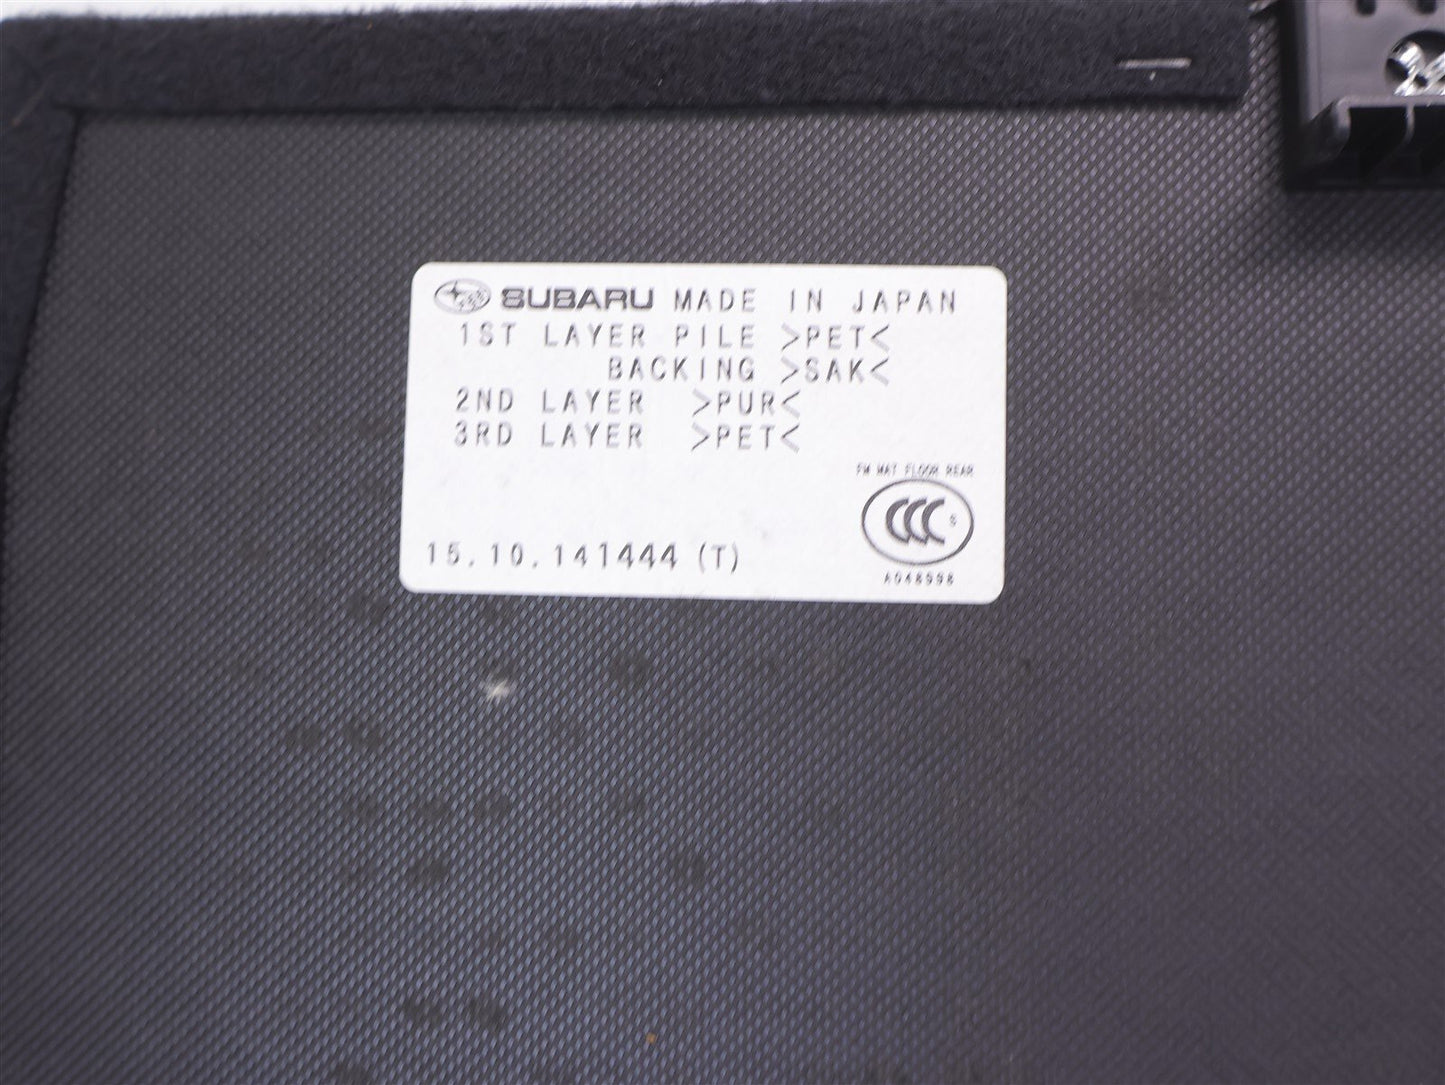 SUBARU MADE IN JAPAN
1ST LAYER PILE >PET<
BACKING >SAK<
2ND LAYER >PUR<
3RD LAYER >PET<
FM MAT FLOOR REAR
CCC S
15.10.141444 (T)
A048998